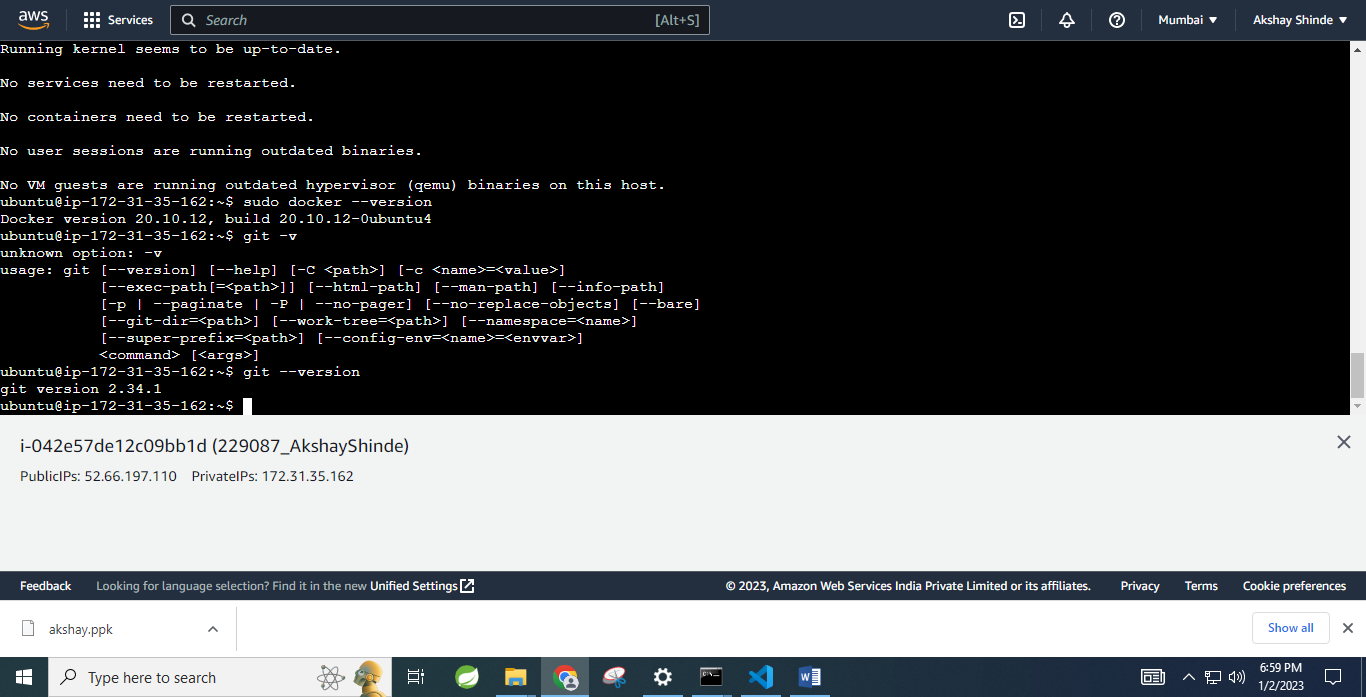 aws Services Search [Alt+S] Mumbai ▼ Akshay Shinde ▼
Running kernel seems to be up-to-date.
No services need to be restarted.
No containers need to be restarted.
No user sessions are running outdated binaries.
No VM guests are running outdated hypervisor (qemu) binaries on this host.
ubuntu@ip-172-31-35-162:~$ sudo docker --version
Docker version 20.10.12, build 20.10.12-0ubuntu4
ubuntu@ip-172-31-35-162:~$ git -v
unknown option: -v
usage: git [--version] [--help] [-C <path>] [-c <name>=<value>]
           [--exec-path[=<path>]] [--html-path] [--man-path] [--info-path]
           [-p | --paginate | -P | --no-pager] [--no-replace-objects] [--bare]
           [--git-dir=<path>] [--work-tree=<path>] [--namespace=<name>]
           [--super-prefix=<path>] [--config-env=<name>=<envvar>]
           <command> [<args>]
ubuntu@ip-172-31-35-162:~$ git --version
git version 2.34.1
ubuntu@ip-172-31-35-162:~$
i-042e57de12c09bb1d (229087_AkshayShinde)
PublicIPs: 52.66.197.110 PrivateIPs: 172.31.35.162
Feedback Looking for language selection? Find it in the new Unified Settings © 2023, Amazon Web Services India Private Limited or its affiliates. Privacy Terms Cookie preferences
akshay.ppk Show all
Type here to search 6:59 PM
1/2/2023